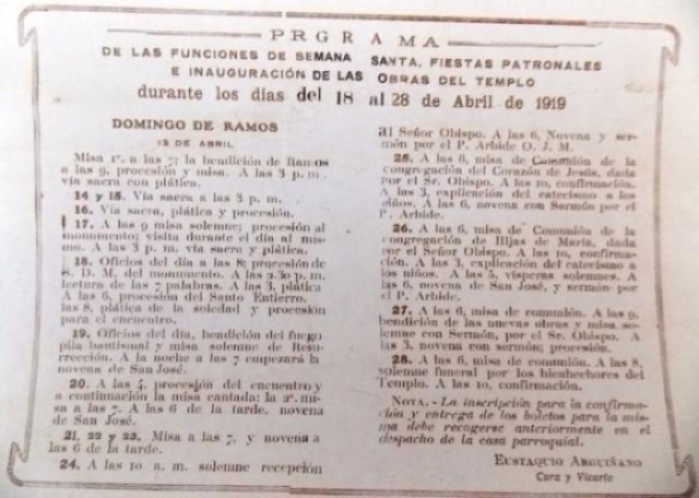 PRGRAMA
DE LAS FUNCIONES DE SEMANA SANTA, FIESTAS PATRONALES
E INAUGURACIÓN DE LAS OBRAS DEL TEMPLO
durante los días del 18 al 28 de Abril de 1919
DOMINGO DE RAMOS
13 DE ABRIL
Misa 1ª. a las 7; la bendición de Ramos
a las 9, procesión y misa. A las 3 p. m.
vía sacra con plática.
14 y 15. Vía sacra a las 3 p. m.
16. Vía sacra, plática y procesión.
17. A las 9 misa solemne; procesión al
monumento; visita durante el día al mis-
mo. A las 3 p. m. vía sacra y plática.
18. Oficios del día a las 8; procesión de
S. D. M. del monumento. A las 2.30 p. m.
lectura de las 7 palabras. A las 3, plática
A las 6, procesión del Santo Entierro.
las 8, plática de la soledad y procesión
para el encuentro.
19. Oficios del día, bendición del fuego
pila bautismal y misa solemne de Resu-
rrección. A la noche a las 7 empezará la
novena de San José.
20. A las 4, procesión del encuentro y
a continuación la misa cantada; la 2ª. mi-
sa a las 7. A las 6 de la tarde, novena
de San José.
21, 22 y 23. Misa a las 7, y novena a
las 6 de la tarde.
24. A las 10 a. m. solemne recepción
al Señor Obispo. A las 6, Novena y ser-
món por el P. Arbide O. J. M.
25. A las 6, misa de Comunión de la
congregación del Corazón de Jesús, dada
por el Sr. Obispo. A las 10, confirmación.
A las 3, explicación del catecismo a los
niños. A las 6, novena con Sermón por el
P. Arbide.
26. A las 6, misa de Comunión de la
congregación de Hijas de María, dada
por el Señor Obispo. A las 10, confirma-
ción. A las 3, explicación del catecismo a
los niños. A las 5, vísperas solemnes. A
las 6, novena de San José, y sermón por
el P. Arbide.
27. A las 6, misa de comunión. A las 9,
bendición de las nuevas obras y misa so-
lemne con Sermón, por el Sr. Obispo. A
las 3, novena con sermón; procesión.
28. A las 6, misa de comunión. A las 8,
solemne funeral por los bienhechores del
Templo. A las 10, confirmación.
NOTA.-La inscripción para la confirma-
ción y entrega de los boletos para la mis-
ma debe recogerse anteriormente en el
despacho de la casa parroquial.
EUSTAQUIO ARGUIÑANO
Cura y Vicario